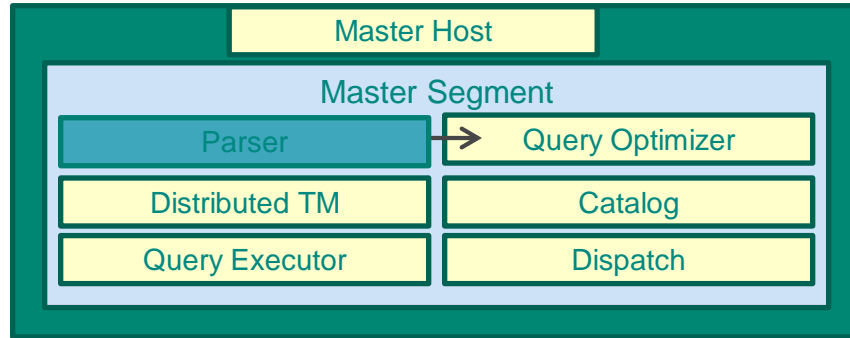 Master Host
Master Segment
Parser
Query Optimizer
Distributed TM
Catalog
Query Executor
Dispatch